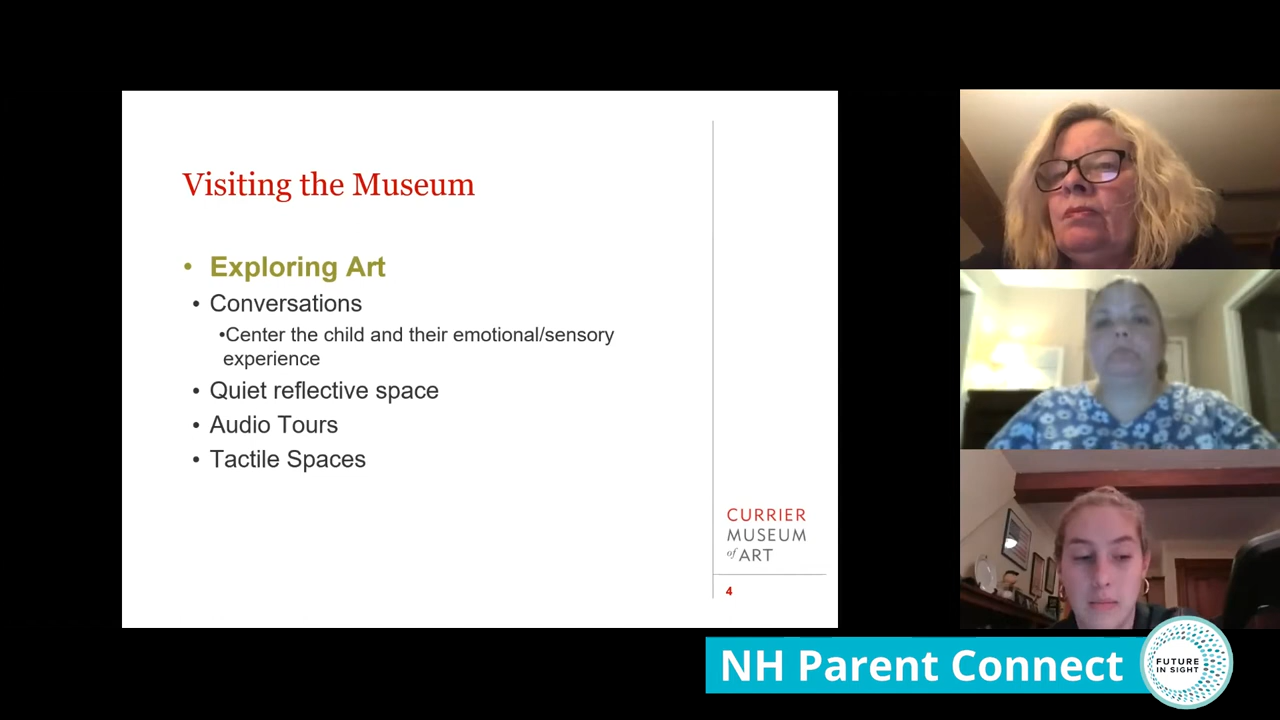 Visiting the Museum
• Exploring Art
• Conversations
•Center the child and their emotional/sensory
experience
• Quiet reflective space
• Audio Tours
• Tactile Spaces
CURRIER
MUSEUM
of ART
4
NH Parent Connect
FUTURE
IN SIGHT